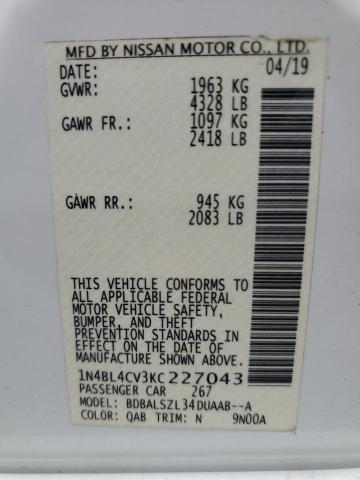 MFD BY NISSAN MOTOR CO., LTD.
DATE: 04/19
GVWR: 1963 KG
4328 LB
GAWR FR.: 1097 KG
2418 LB
GAWR RR.: 945 KG
2083 LB
THIS VEHICLE CONFORMS TO
ALL APPLICABLE FEDERAL
MOTOR VEHICLE SAFETY,
BUMPER, AND THEFT
PREVENTION STANDARDS IN
EFFECT ON THE DATE OF
MANUFACTURE SHOWN ABOVE.
1N4BL4CV3KC227043
PASSENGER CAR 267
MODEL: BDBALSZL34DUAAB--A
COLOR: QAB TRIM: N 9N00A